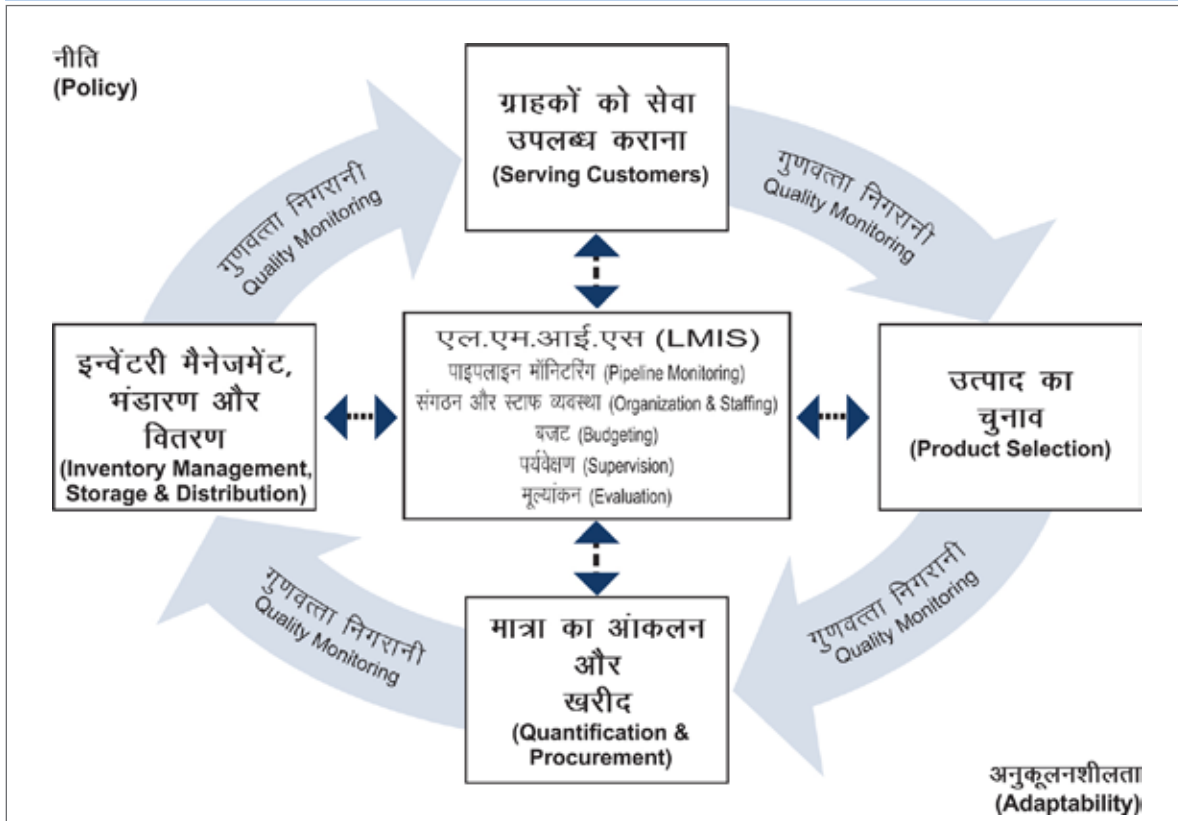 नीति
(Policy)
ग्राहकों को सेवा
उपलब्ध कराना
(Serving Customers)
गुणवत्ता निगरानी
Quality Monitoring
गुणवत्ता निगरानी
Quality Monitoring
इन्वेंटरी मैनेजमेंट,
भंडारण और
वितरण
(Inventory Management,
Storage & Distribution)
एल.एम.आई.एस (LMIS)
पाइपलाइन मॉनिटरिंग (Pipeline Monitoring)
संगठन और स्टाफ व्यवस्था (Organization & Staffing)
बजट (Budgeting)
पर्यवेक्षण (Supervision)
मूल्यांकन (Evaluation)
उत्पाद का
चुनाव
(Product Selection)
गुणवत्ता निगरानी
Quality Monitoring
गुणवत्ता निगरानी
Quality Monitoring
मात्रा का आंकलन
और
खरीद
(Quantification &
Procurement)
अनुकूलनशीलता
(Adaptability)